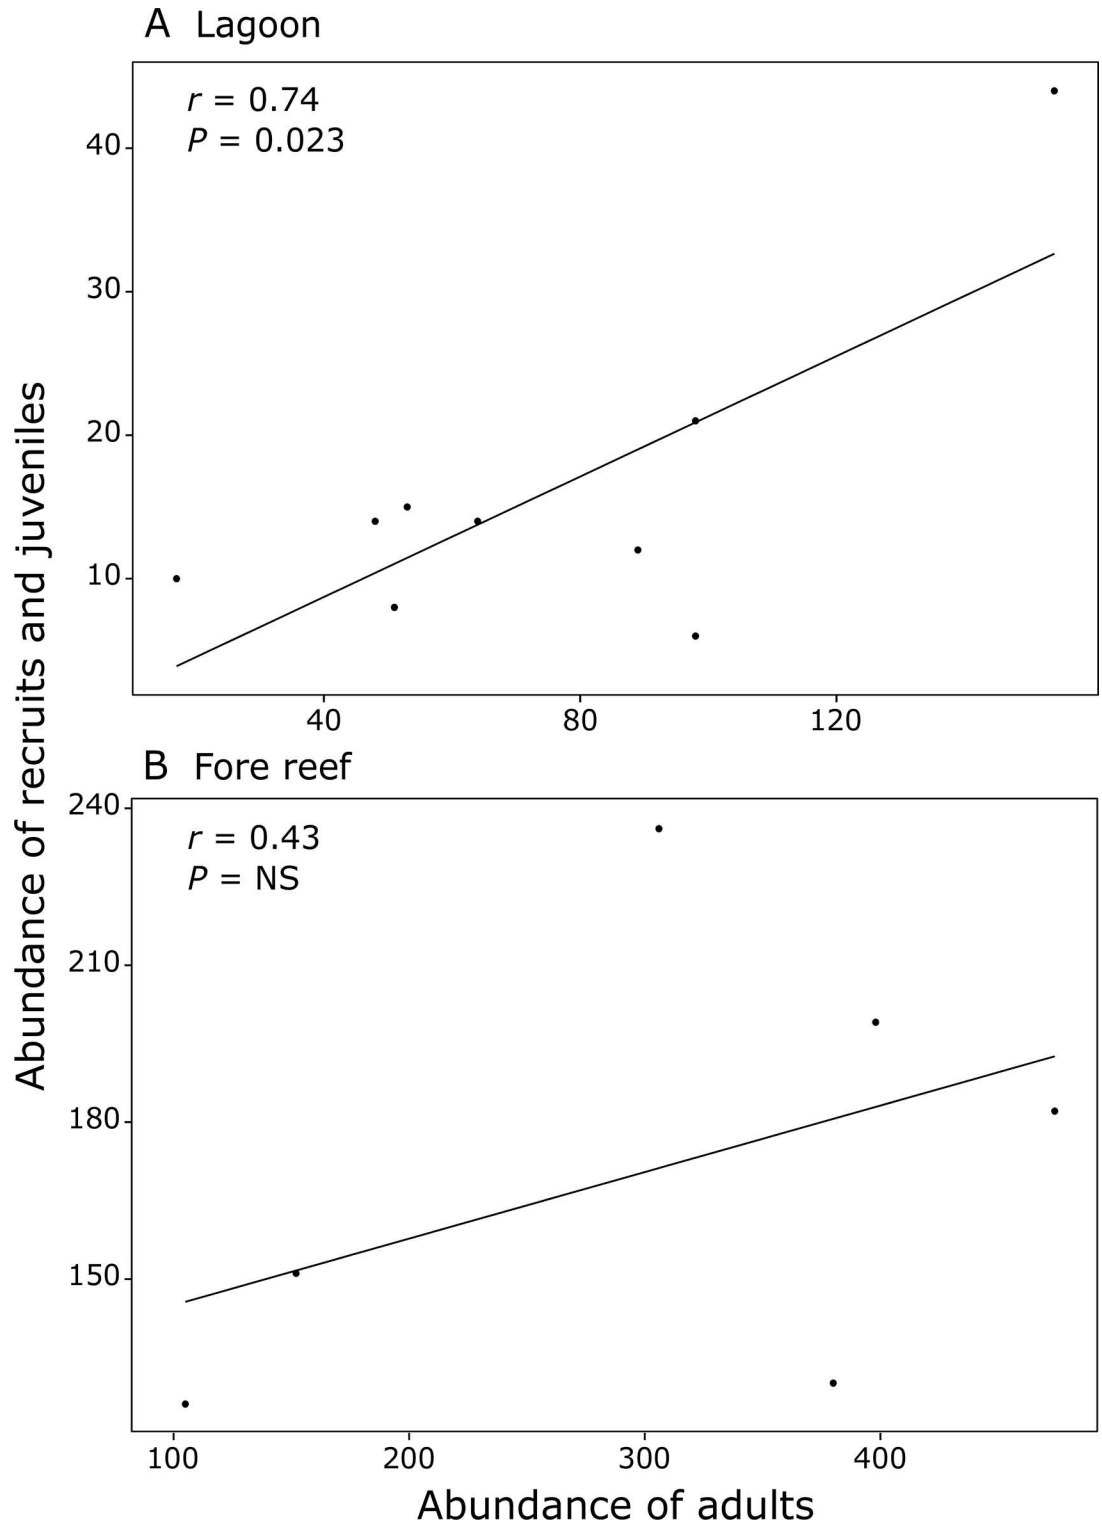 A Lagoon
r = 0.74
P = 0.023
40
30
20
10
40 80 120
Abundance of recruits and juveniles
B Fore reef
r = 0.43
P = NS
240
210
180
150
100 200 300 400
Abundance of adults